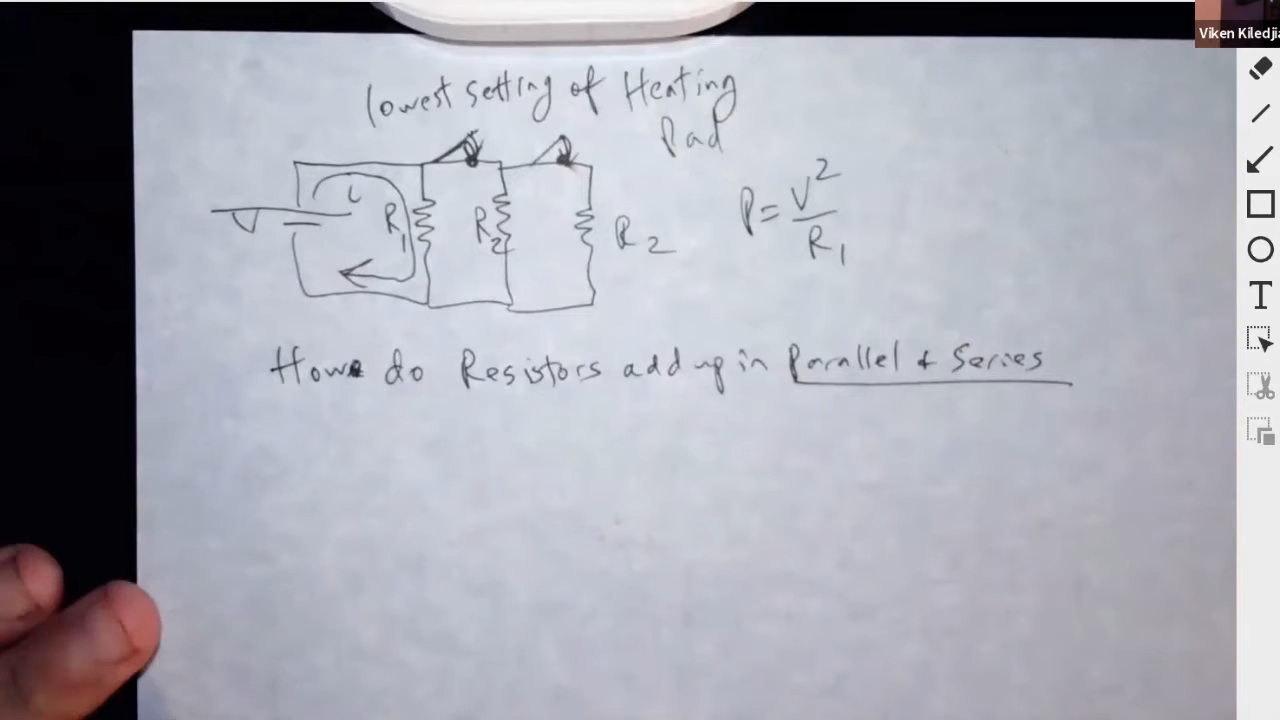 Viken Kiledji
lowest setting of Heating
Pad
P = V²/R₁
i
V
R₁
R₂
R₂
How do Resistors add up in Parallel & Series
T